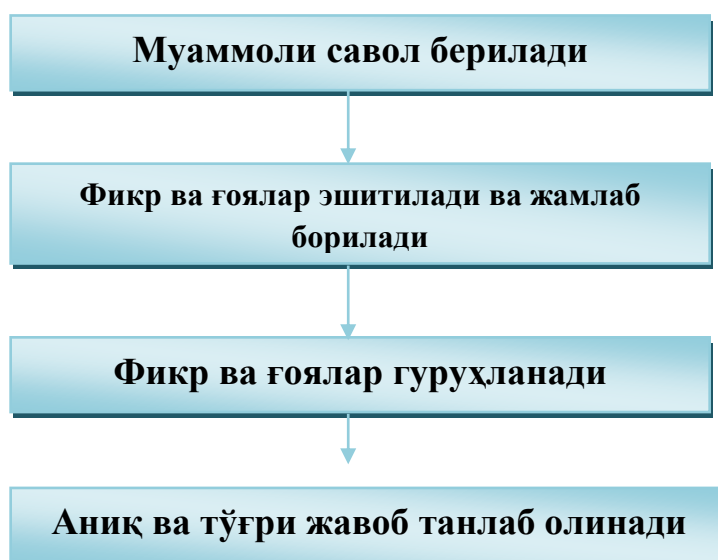 Муаммоли савол берилади
Фикр ва ғоялар эшитилади ва жамлаб
борилади
Фикр ва ғоялар гуруҳланади
Аниқ ва тўғри жавоб танлаб олинади